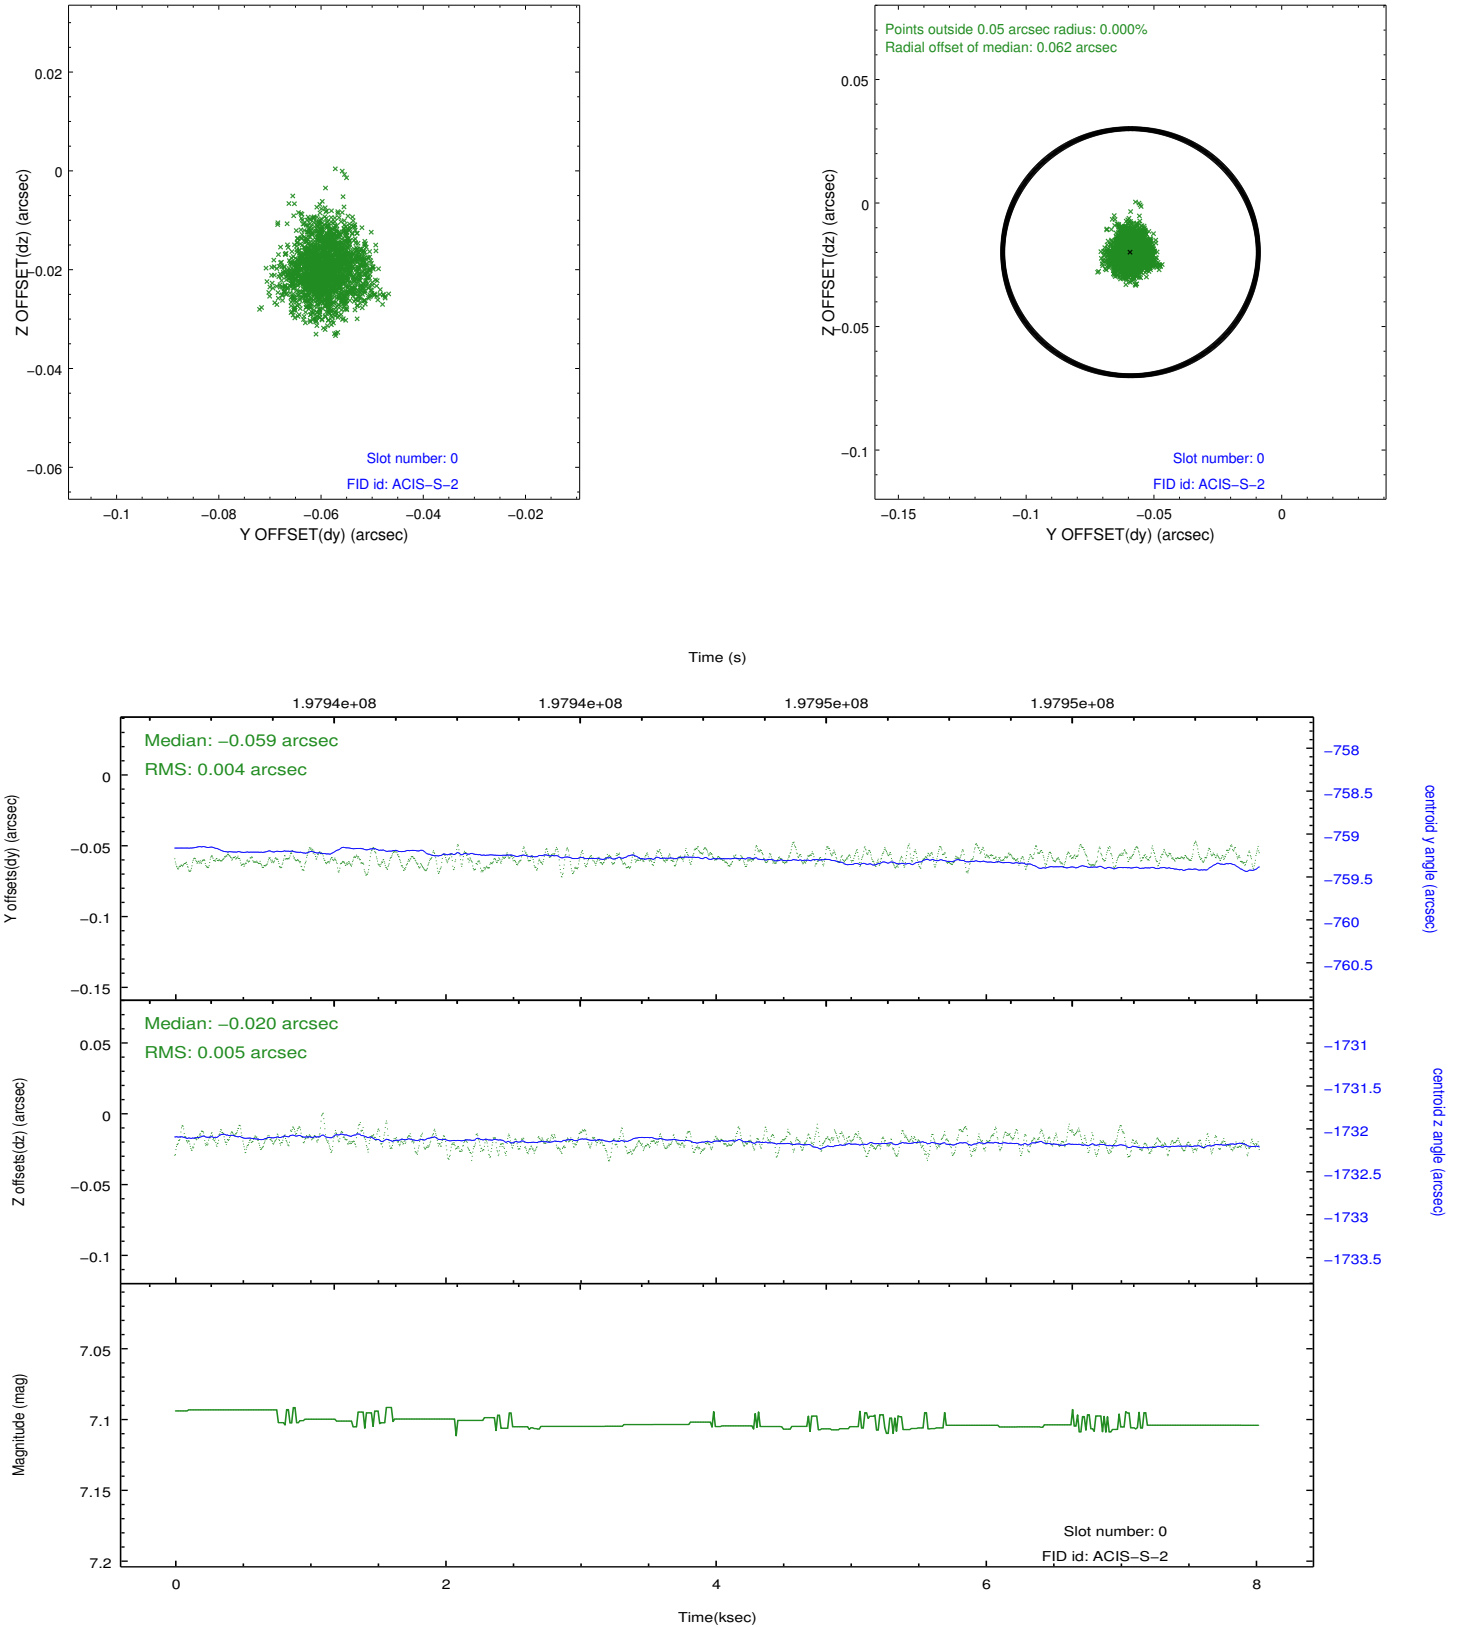 0.02
0
−0.02
−0.04
−0.06
Z OFFSET(dz) (arcsec)
Slot number: 0
FID id: ACIS−S−2
−0.1
−0.08
−0.06
−0.04
−0.02
Y OFFSET(dy) (arcsec)
Points outside 0.05 arcsec radius: 0.000%
Radial offset of median: 0.062 arcsec
0.05
0
−0.05
−0.1
Z OFFSET(dz) (arcsec)
Slot number: 0
FID id: ACIS−S−2
−0.15
−0.1
−0.05
0
Y OFFSET(dy) (arcsec)
Time (s)
1.9794e+08
1.9794e+08
1.9795e+08
1.9795e+08
Median: −0.059 arcsec
RMS: 0.004 arcsec
0
−0.05
−0.1
−0.15
Y offsets(dy) (arcsec)
−758
−758.5
−759
−759.5
−760
−760.5
centroid y angle (arcsec)
Median: −0.020 arcsec
RMS: 0.005 arcsec
0.05
0
−0.05
−0.1
Z offsets(dz) (arcsec)
−1731
−1731.5
−1732
−1732.5
−1733
−1733.5
centroid z angle (arcsec)
7.05
7.1
7.15
7.2
Magnitude (mag)
Slot number: 0
FID id: ACIS−S−2
0
2
4
6
8
Time(ksec)